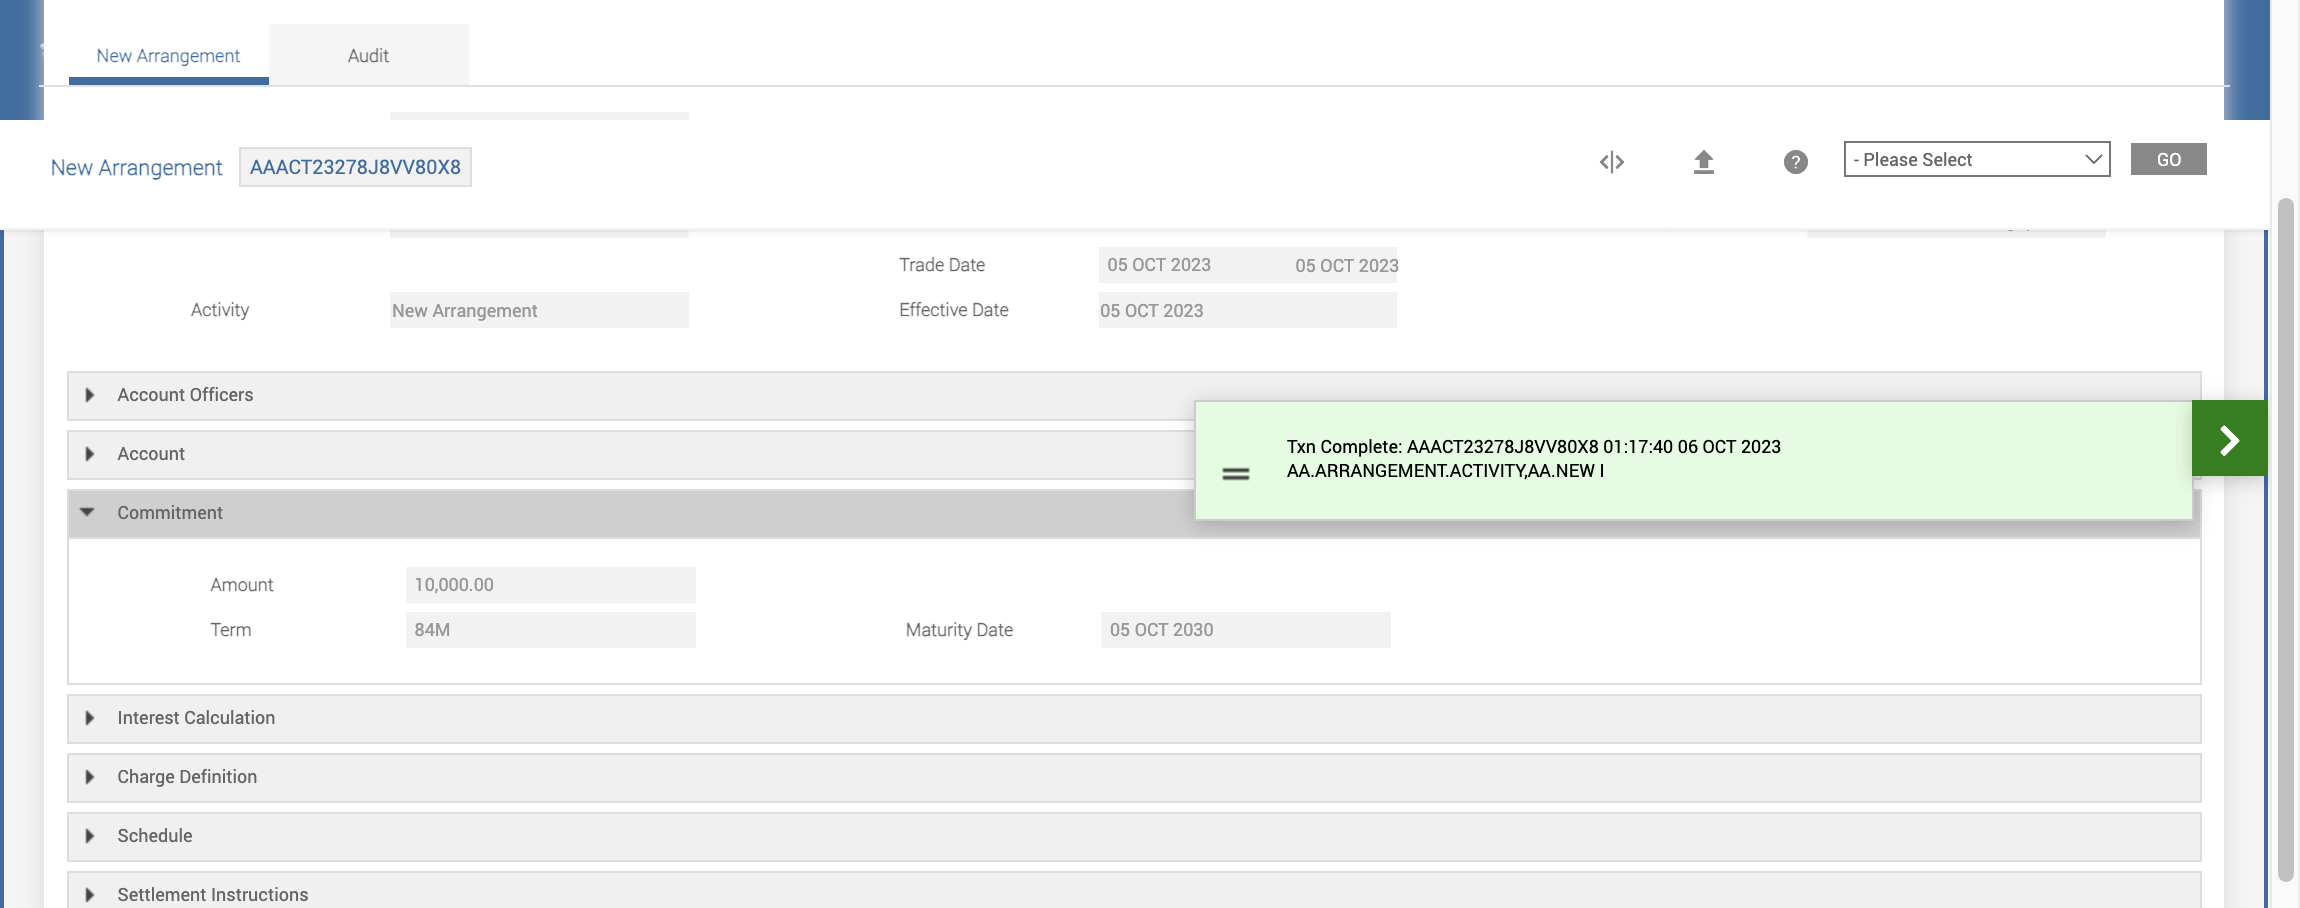 New Arrangement
Audit
New Arrangement AAACT23278J8VV80X8
?
- Please Select
GO
Trade Date 05 OCT 2023 05 OCT 2023
Activity New Arrangement Effective Date 05 OCT 2023
Account Officers
Account
Txn Complete: AAACT23278J8VV80X8 01:17:40 06 OCT 2023
AA.ARRANGEMENT.ACTIVITY,AA.NEW I
Commitment
Amount 10,000.00
Term 84M Maturity Date 05 OCT 2030
Interest Calculation
Charge Definition
Schedule
Settlement Instructions